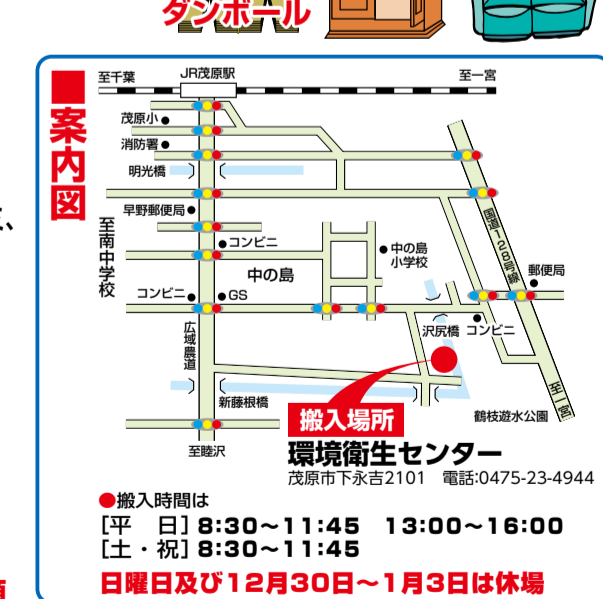 ダンボール
■案内図
至千葉
JR茂原駅
至一宮
茂原小
消防署
明光橋
早野郵便局
至南中学校
コンビニ
中の島
小学校
国道128号線
郵便局
中の島
コンビニ
GS
沢尻橋
コンビニ
広域農道
新藤根橋
至一宮
鶴枝遊水公園
至睦沢
搬入場所
環境衛生センター
茂原市下永吉2101 電話:0475-23-4944
●搬入時間は
[平 日] 8:30～11:45 13:00～16:00
[土・祝] 8:30～11:45
日曜日及び12月30日～1月3日は休場